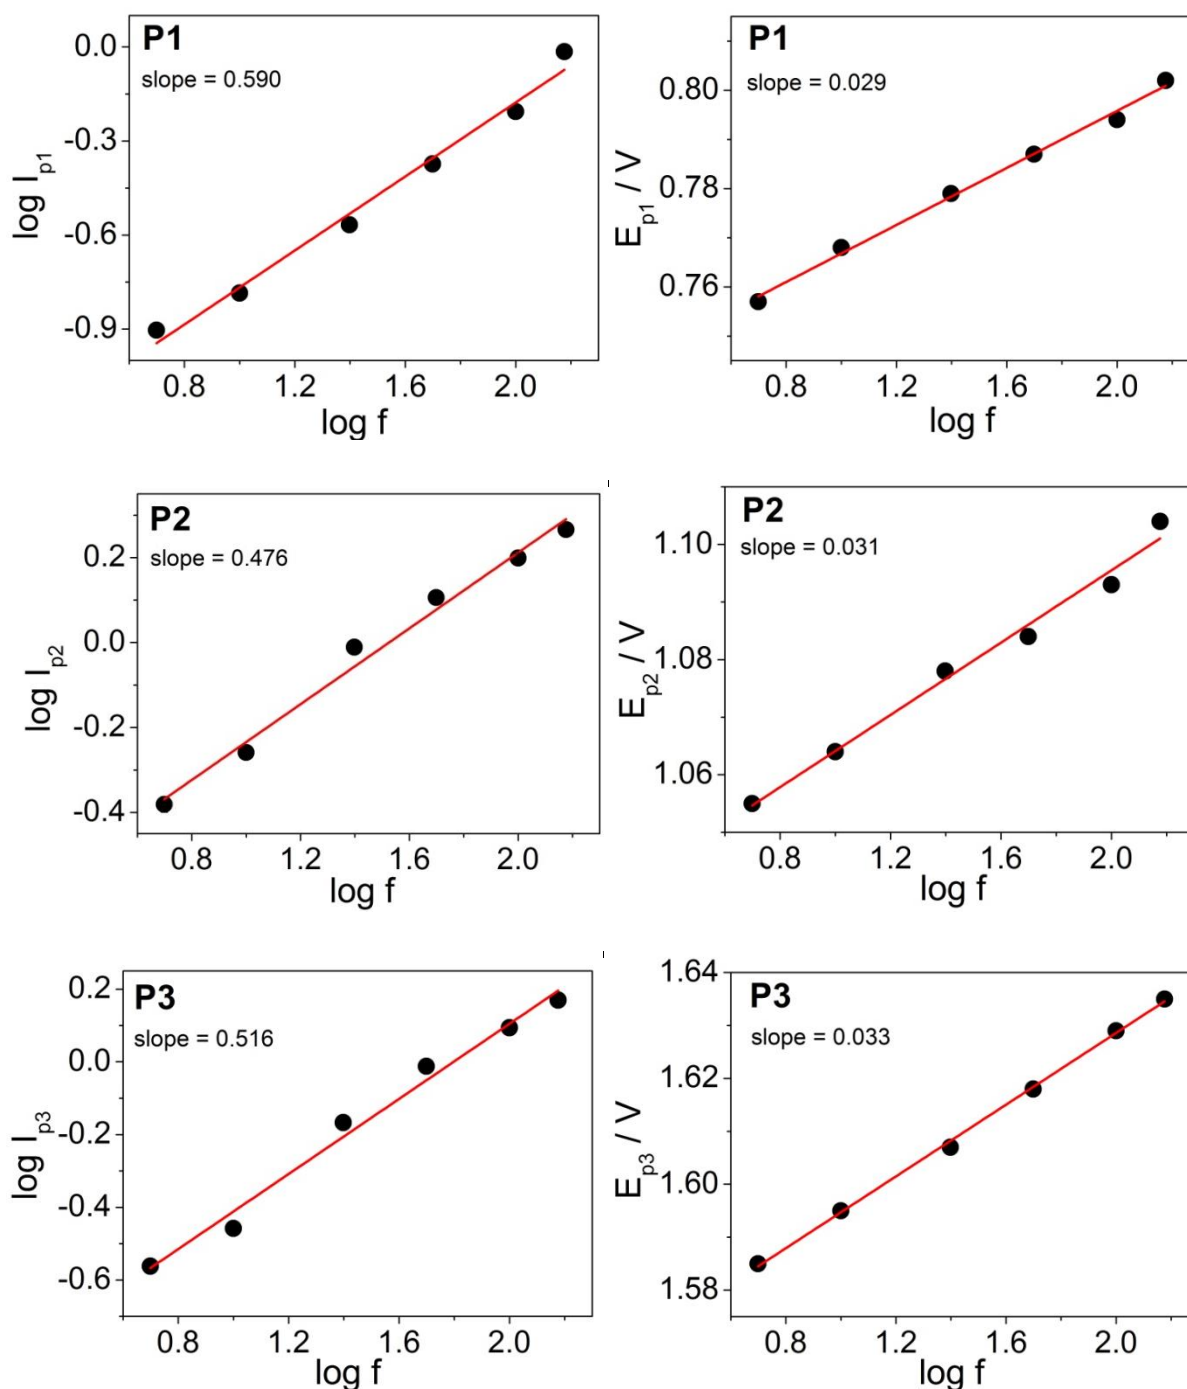 P1
slope = 0.590
log I p1
0.0
-0.3
-0.6
-0.9
0.8 1.2 1.6 2.0
log f
P1
slope = 0.029
E p1 / V
0.80
0.78
0.76
0.8 1.2 1.6 2.0
log f
P2
slope = 0.476
log I p2
0.2
0.0
-0.2
-0.4
0.8 1.2 1.6 2.0
log f
P2
slope = 0.031
E p2 / V
1.10
1.08
1.06
0.8 1.2 1.6 2.0
log f
P3
slope = 0.516
log I p3
0.2
0.0
-0.2
-0.4
-0.6
0.8 1.2 1.6 2.0
log f
P3
slope = 0.033
E p3 / V
1.64
1.62
1.60
1.58
0.8 1.2 1.6 2.0
log f